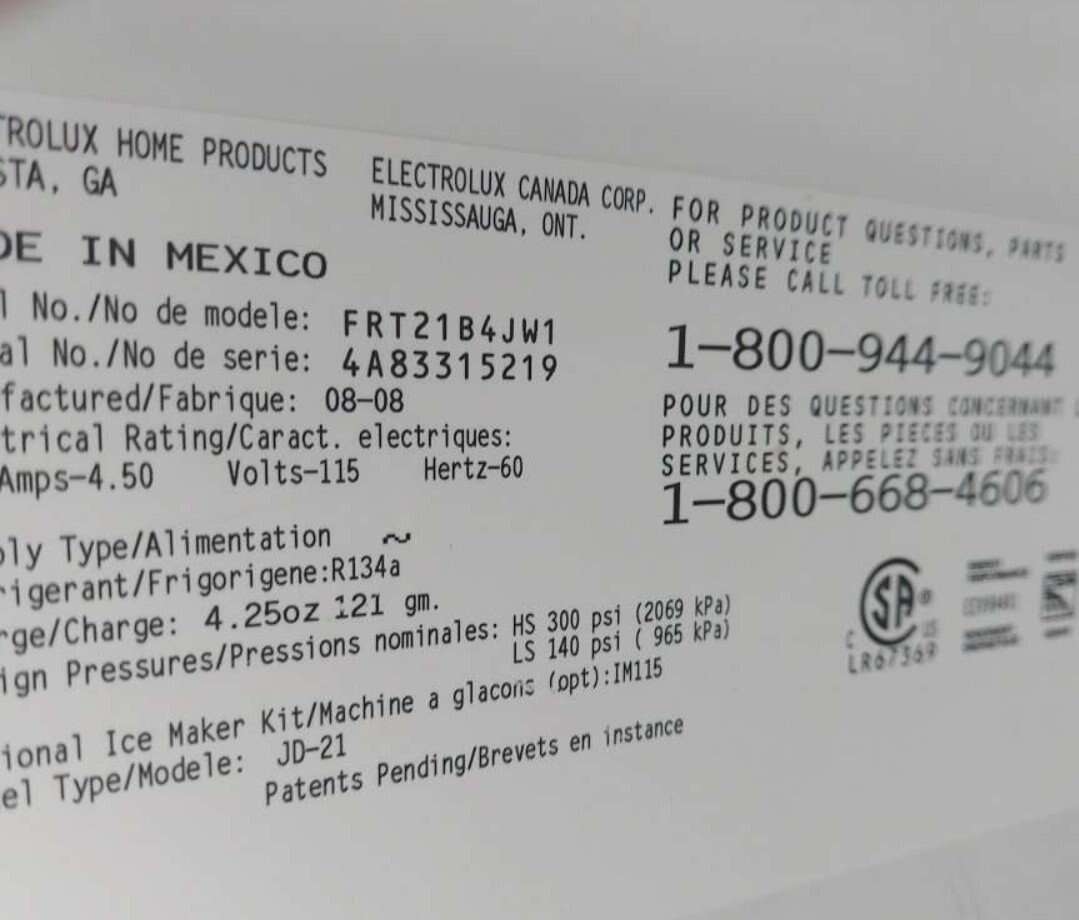 TROLUX HOME PRODUCTS
STA, GA
ELECTROLUX CANADA CORP.
MISSISSAUGA, ONT.
FOR PRODUCT QUESTIONS, PARTS
OR SERVICE
PLEASE CALL TOLL FREE:
1-800-944-9044
DE IN MEXICO
l No./No de modele: FRT21B4JW1
al No./No de serie: 4A83315219
factured/Fabrique: 08-08
trical Rating/Caract. electriques:
Amps-4.50 Volts-115 Hertz-60
POUR DES QUESTIONS CONCERNANT
PRODUITS, LES PIECES OU LES
SERVICES, APPELEZ SANS FRAIS:
1-800-668-4606
ply Type/Alimentation ~
rigerant/Frigorigene:R134a
rge/Charge: 4.25oz 121 gm.
ign Pressures/Pressions nominales: HS 300 psi (2069 kPa)
LS 140 psi ( 965 kPa)
ional Ice Maker Kit/Machine a glacons (opt):IM115
el Type/Modele: JD-21
Patents Pending/Brevets en instance
SA
C US
LR67369